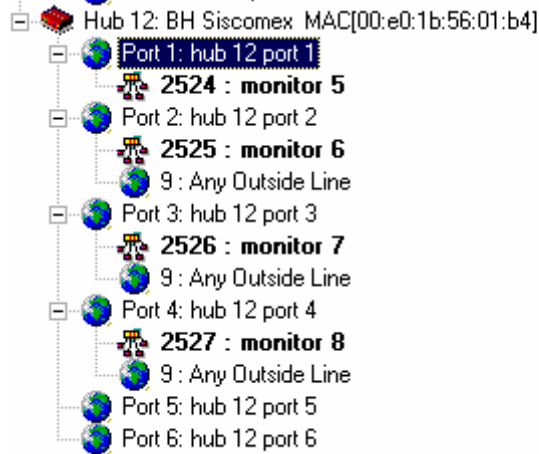 Hub 12: BH Siscomex MAC[00:e0:1b:56:01:b4]
Port 1: hub 12 port 1
2524 : monitor 5
Port 2: hub 12 port 2
2525 : monitor 6
9 : Any Outside Line
Port 3: hub 12 port 3
2526 : monitor 7
9 : Any Outside Line
Port 4: hub 12 port 4
2527 : monitor 8
9 : Any Outside Line
Port 5: hub 12 port 5
Port 6: hub 12 port 6